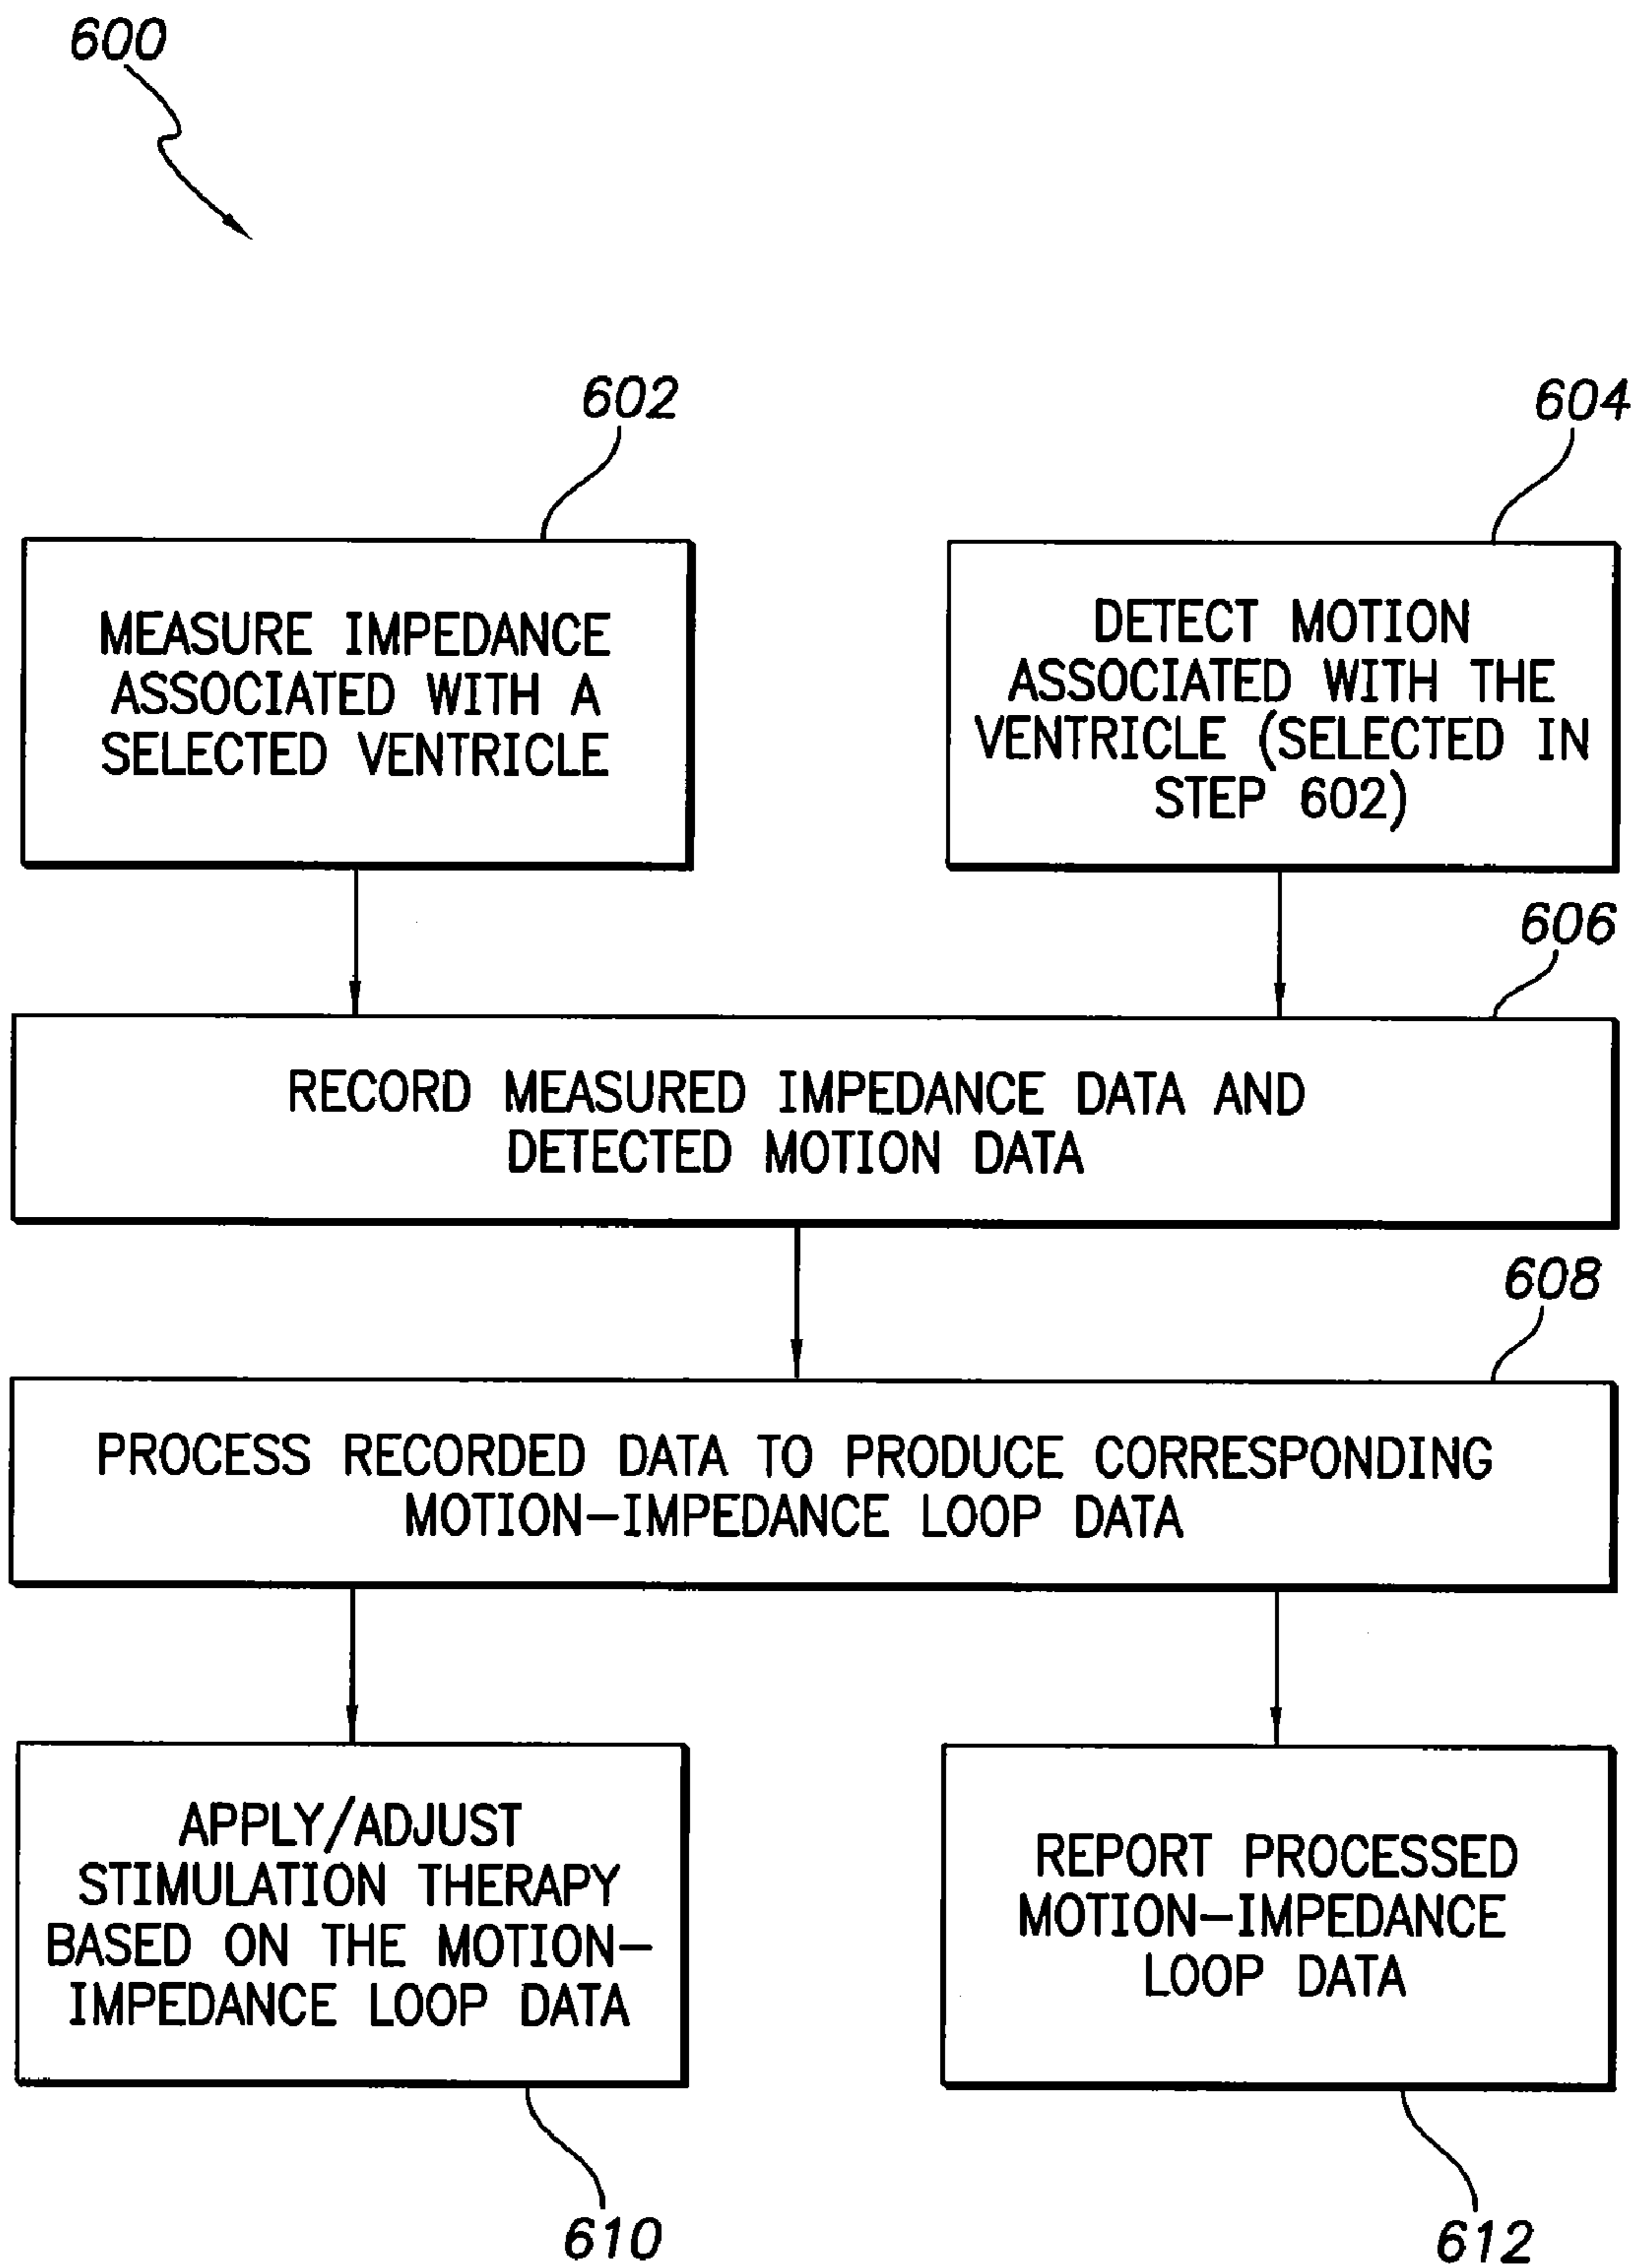 600
602
604
MEASURE IMPEDANCE
ASSOCIATED WITH A
SELECTED VENTRICLE
DETECT MOTION
ASSOCIATED WITH THE
VENTRICLE (SELECTED IN
STEP 602)
606
RECORD MEASURED IMPEDANCE DATA AND
DETECTED MOTION DATA
608
PROCESS RECORDED DATA TO PRODUCE CORRESPONDING
MOTION-IMPEDANCE LOOP DATA
APPLY/ADJUST
STIMULATION THERAPY
BASED ON THE MOTION-
IMPEDANCE LOOP DATA
REPORT PROCESSED
MOTION-IMPEDANCE
LOOP DATA
610
612